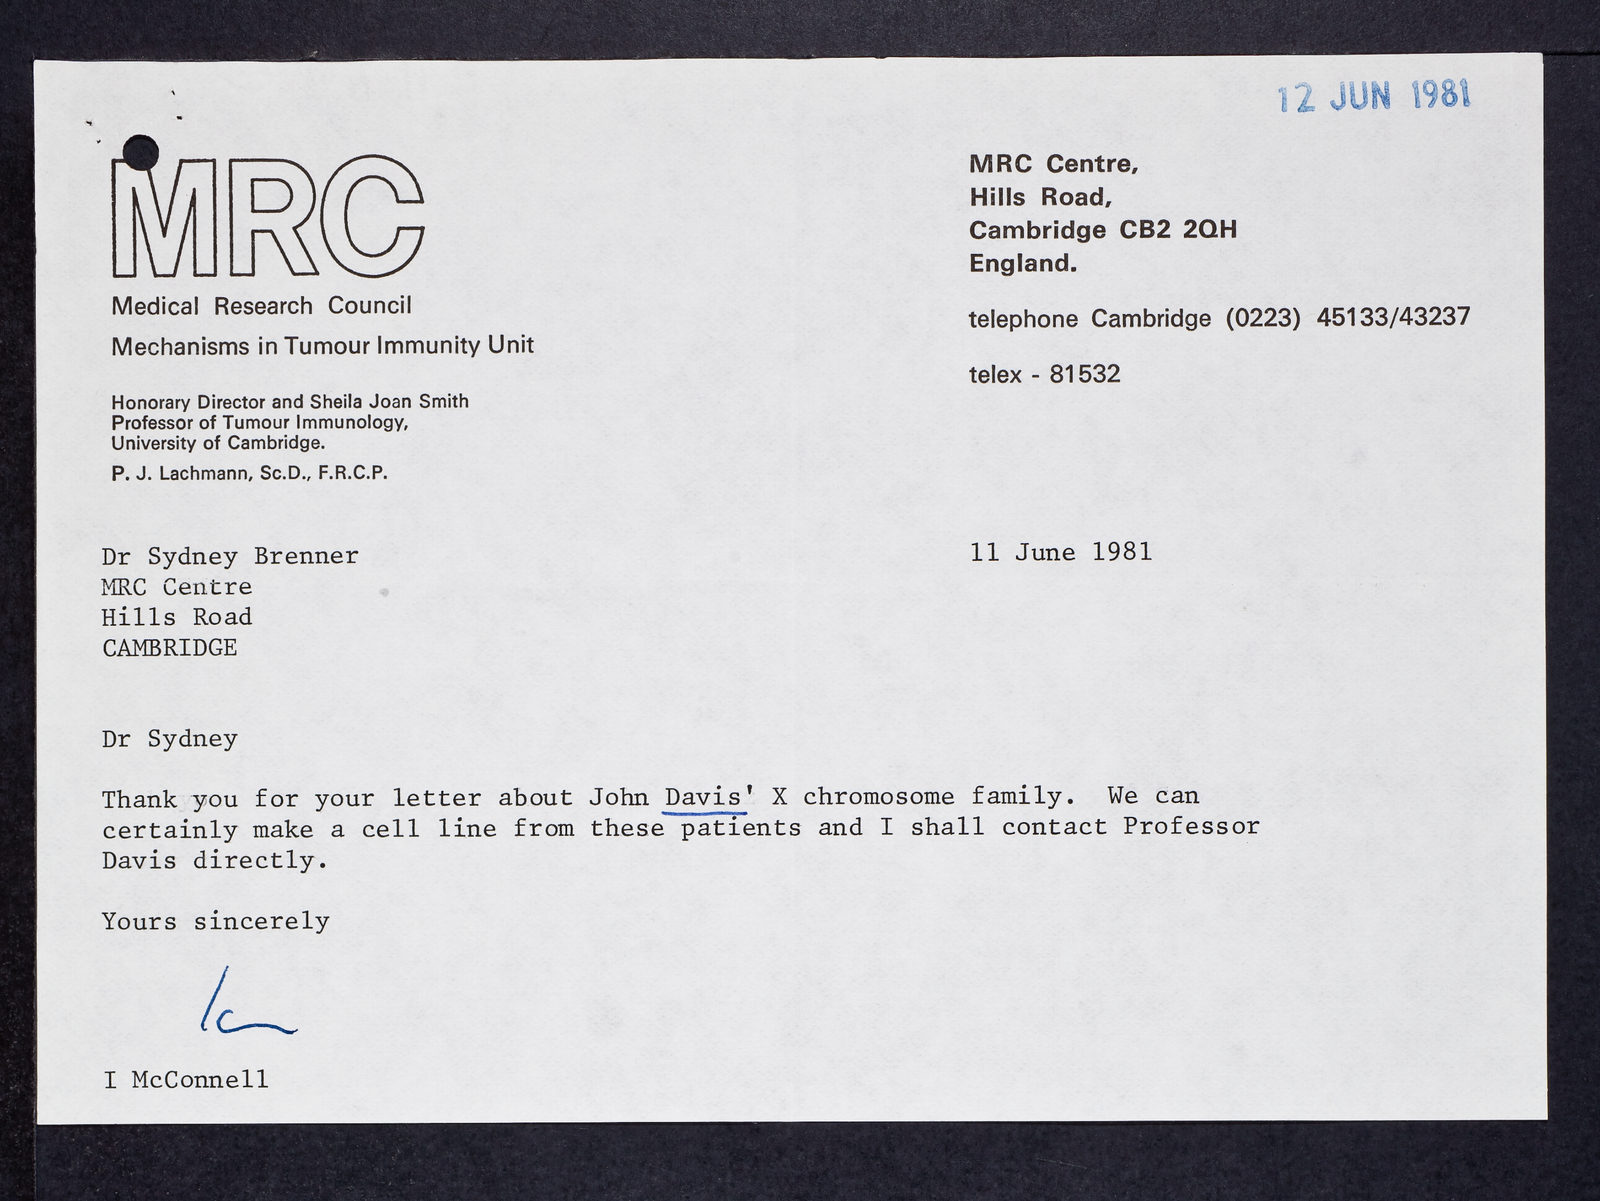 12 JUN 1981
MRC
Medical Research Council
Mechanisms in Tumour Immunity Unit
Honorary Director and Sheila Joan Smith
Professor of Tumour Immunology,
University of Cambridge.
P. J. Lachmann, Sc.D., F.R.C.P.
MRC Centre,
Hills Road,
Cambridge CB2 2QH
England.
telephone Cambridge (0223) 45133/43237
telex - 81532
Dr Sydney Brenner
MRC Centre
Hills Road
CAMBRIDGE
11 June 1981
Dr Sydney
Thank you for your letter about John Davis' X chromosome family. We can
certainly make a cell line from these patients and I shall contact Professor
Davis directly.
Yours sincerely
Ian
I McConnell